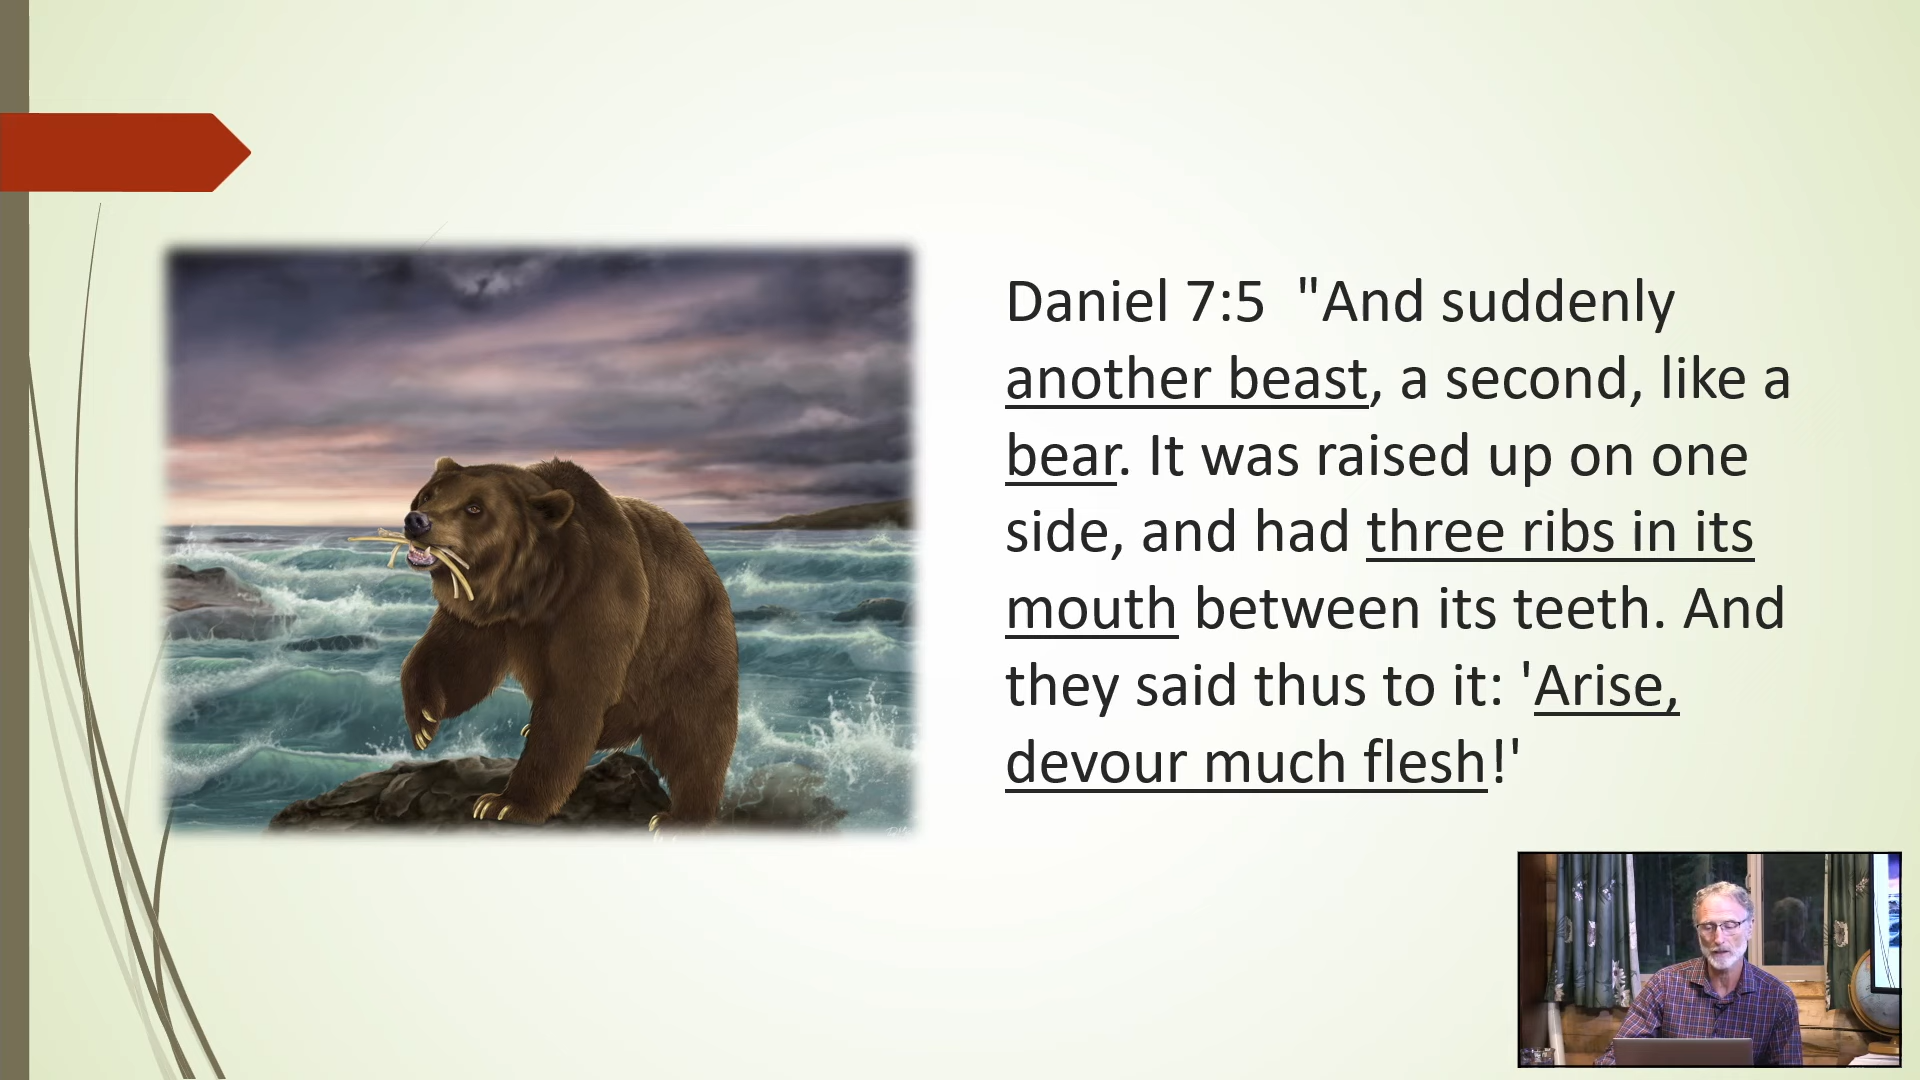 Daniel 7:5  "And suddenly
another beast, a second, like a
bear. It was raised up on one
side, and had three ribs in its
mouth between its teeth. And
they said thus to it: 'Arise,
devour much flesh!'